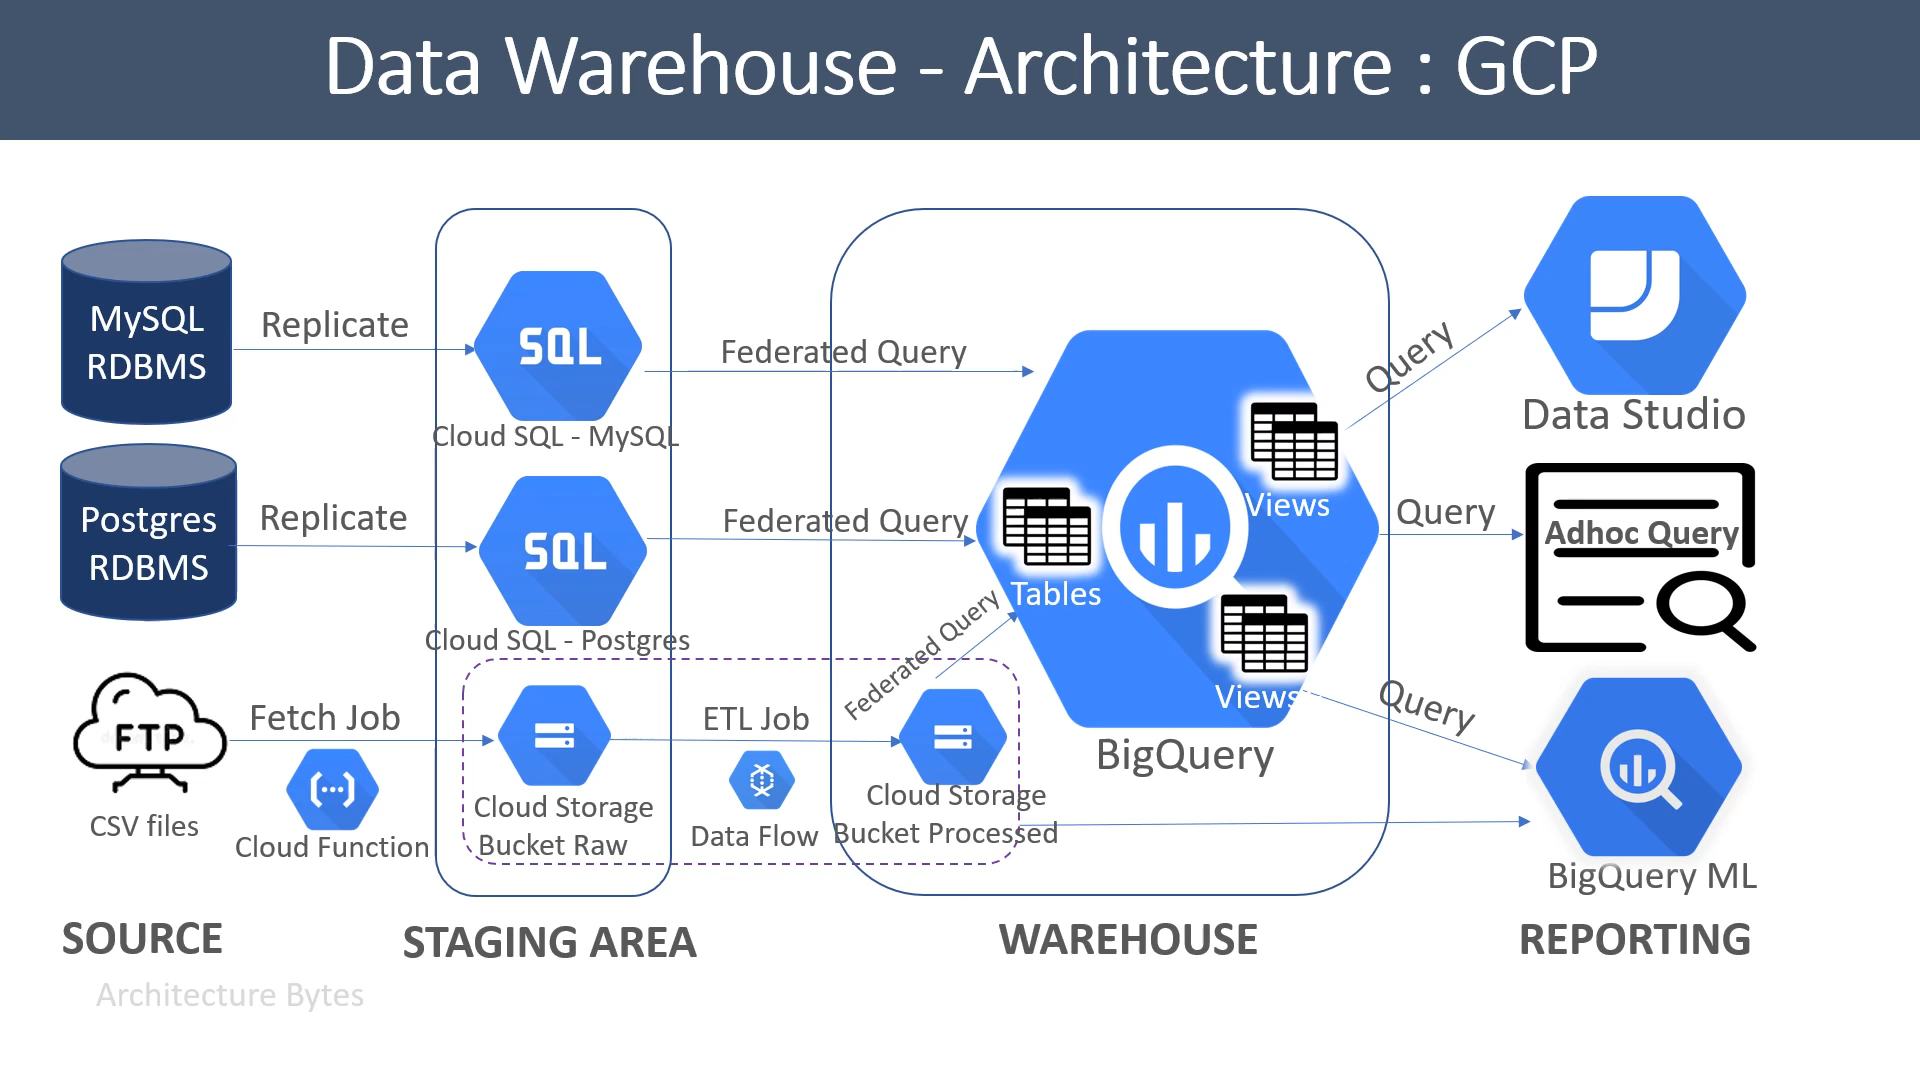 Data Warehouse - Architecture : GCP
MySQL
RDBMS
Replicate
SQL
Cloud SQL - MySQL
Federated Query
Postgres
RDBMS
Replicate
SQL
Cloud SQL - Postgres
Federated Query
FTP
CSV files
Fetch Job
Cloud Function
Cloud Storage
Bucket Raw
ETL Job
Data Flow
Federated Query
Cloud Storage
Bucket Processed
Tables
Views
Views
BigQuery
Query
Data Studio
Query
Adhoc Query
Query
BigQuery ML
SOURCE
STAGING AREA
WAREHOUSE
REPORTING
Architecture Bytes